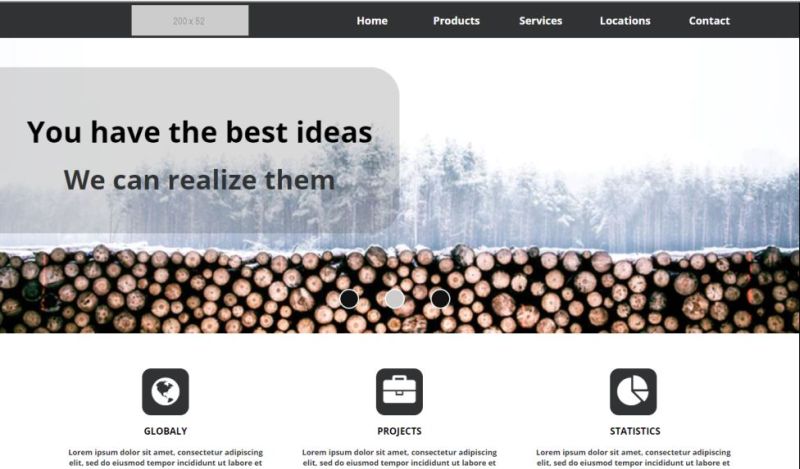 200 x 52
Home Products Services Locations Contact
You have the best ideas
We can realize them
GLOBALY PROJECTS STATISTICS
Lorem ipsum dolor sit amet, consectetur adipiscing
elit, sed do eiusmod tempor incididunt ut labore et
Lorem ipsum dolor sit amet, consectetur adipiscing
elit, sed do eiusmod tempor incididunt ut labore et
Lorem ipsum dolor sit amet, consectetur adipiscing
elit, sed do eiusmod tempor incididunt ut labore et